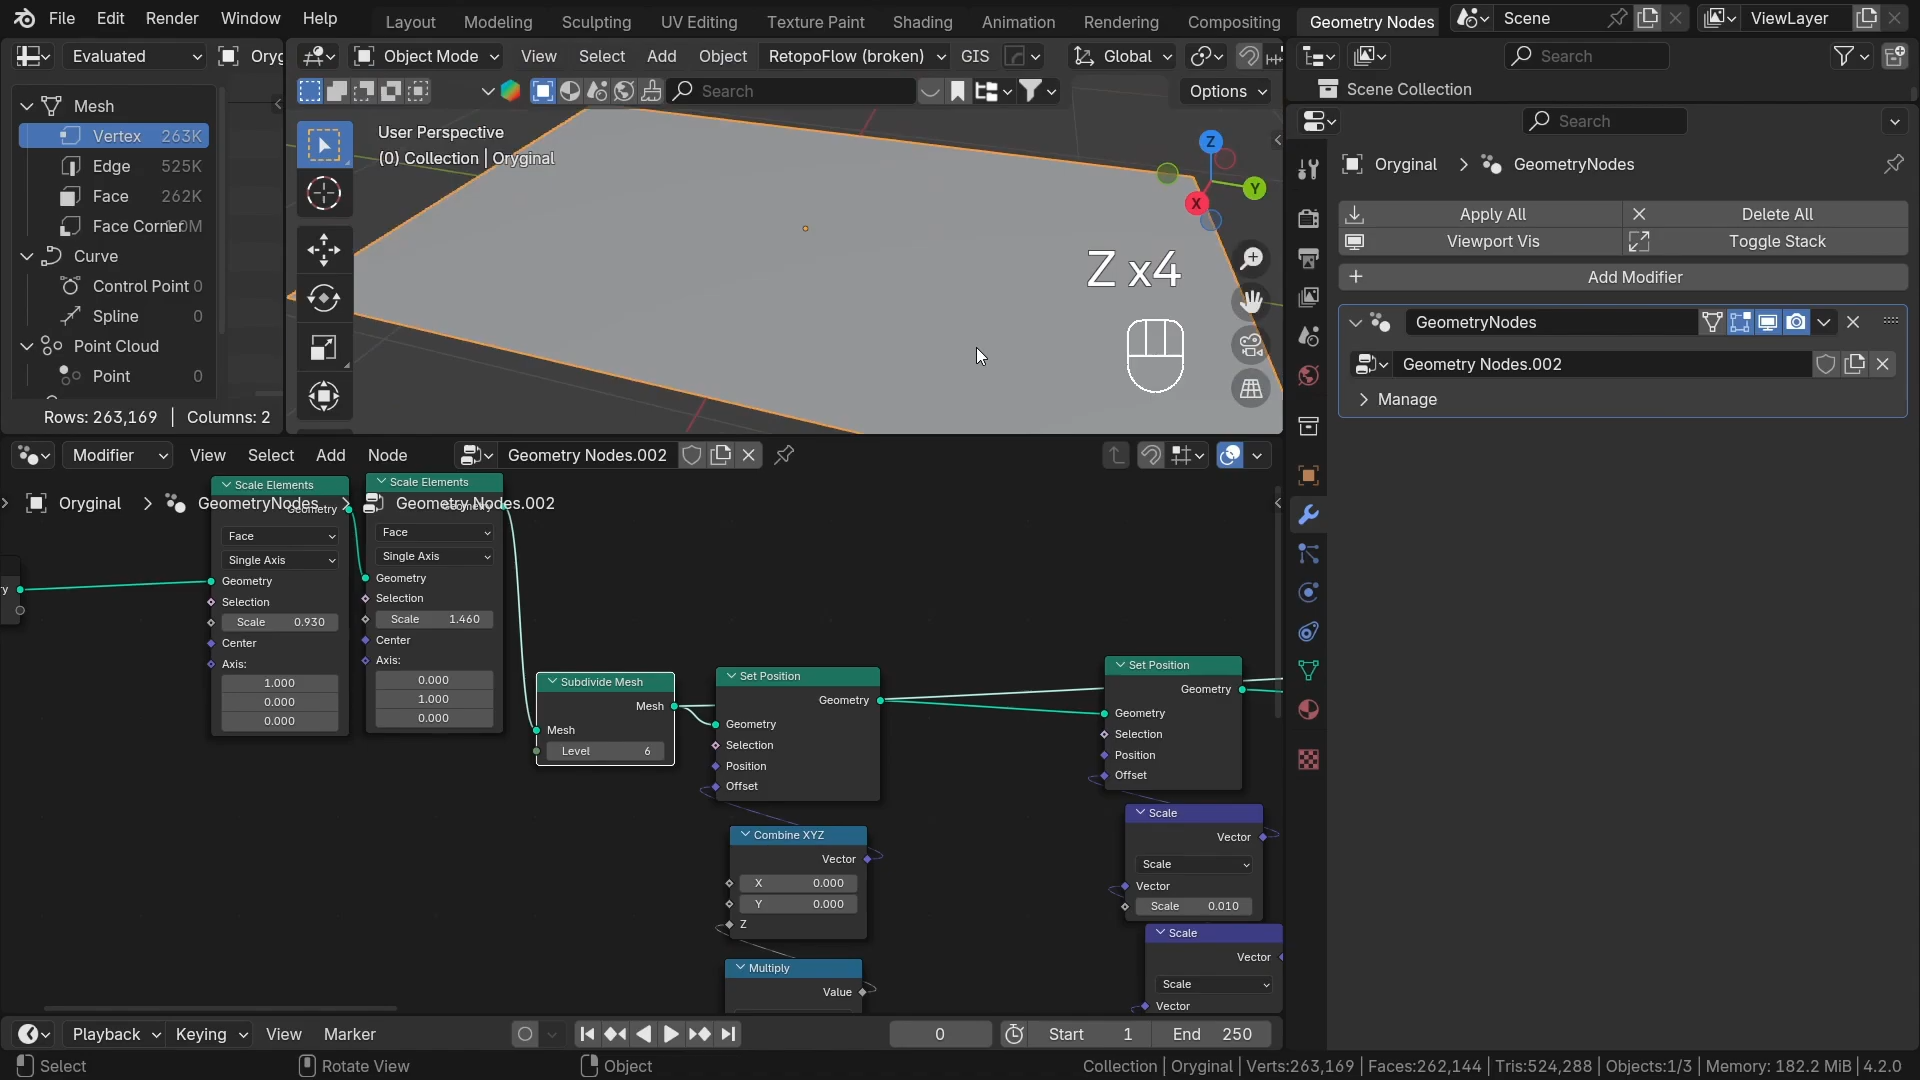 File Edit Render Window Help Layout Modeling Sculpting UV Editing Texture Paint Shading Animation Rendering Compositing Geometry Nodes Scene ViewLayer
Evaluated Oryg Object Mode View Select Add Object RetopoFlow (broken) GIS Global Search
Search Options Scene Collection
Mesh
Vertex 263K
Edge 525K
Face 262K
Face Corner
Curve
Control Point 0
Spline 0
Point Cloud
Point 0
Rows: 263,169 | Columns: 2
User Perspective
(0) Collection | Oryginal
Z
Y
X
Z x4
Search
Oryginal > GeometryNodes
Apply All Delete All
Viewport Vis Toggle Stack
Add Modifier
GeometryNodes
Geometry Nodes.002
Manage
Modifier View Select Add Node Geometry Nodes.002
Oryginal > GeometryNodes > Geometry Nodes.002
Scale Elements
Geometry
Face
Single Axis
Geometry
Selection
Scale 0.930
Center
Axis:
1.000
0.000
0.000
Scale Elements
Face
Single Axis
Geometry
Selection
Scale 1.460
Center
Axis:
0.000
1.000
0.000
Subdivide Mesh
Mesh
Mesh
Level 6
Set Position
Geometry
Geometry
Selection
Position
Offset
Combine XYZ
Vector
X 0.000
Y 0.000
Z
Multiply
Value
Set Position
Geometry
Geometry
Selection
Position
Offset
Scale
Vector
Scale
Vector
Scale 0.010
Scale
Vector
Scale
Vector
Playback Keying View Marker 0 Start 1 End 250
Select Rotate View Object Collection | Oryginal | Verts:263,169 | Faces:262,144 | Tris:524,288 | Objects:1/3 | Memory: 182.2 MiB | 4.2.0